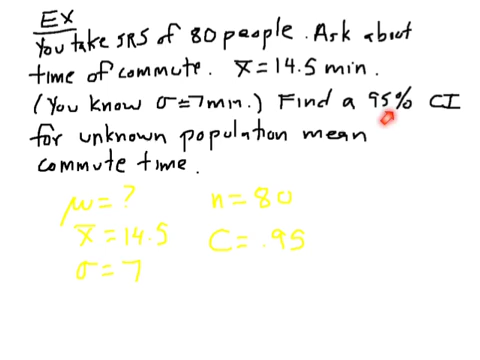 EX
You take SRS of 80 people. Ask about
time of commute. x̄ = 14.5 min.
(You know σ = 7 min.) Find a 95% CI
for unknown population mean
commute time.
μ = ? n = 80
x̄ = 14.5 C = .95
σ = 7